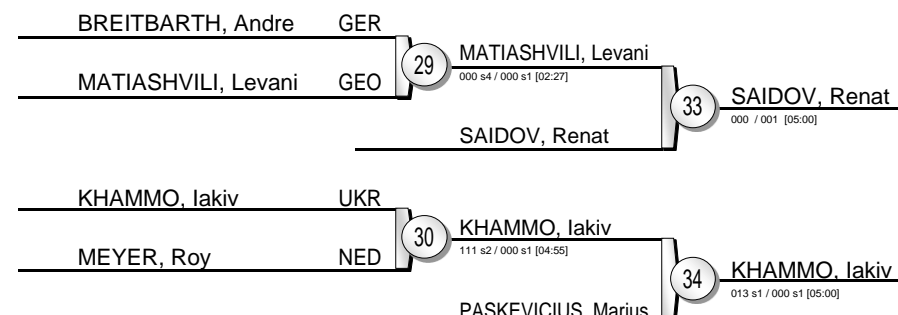 BREITBARTH, Andre GER
29
MATIASHVILI, Levani
000 s4 / 000 s1 [02:27]
MATIASHVILI, Levani GEO
33
SAIDOV, Renat
000 / 001 [05:00]
SAIDOV, Renat
KHAMMO, Iakiv UKR
30
KHAMMO, Iakiv
111 s2 / 000 s1 [04:55]
MEYER, Roy NED
34
KHAMMO, Iakiv
013 s1 / 000 s1 [05:00]
PASKEVICIUS, Marius